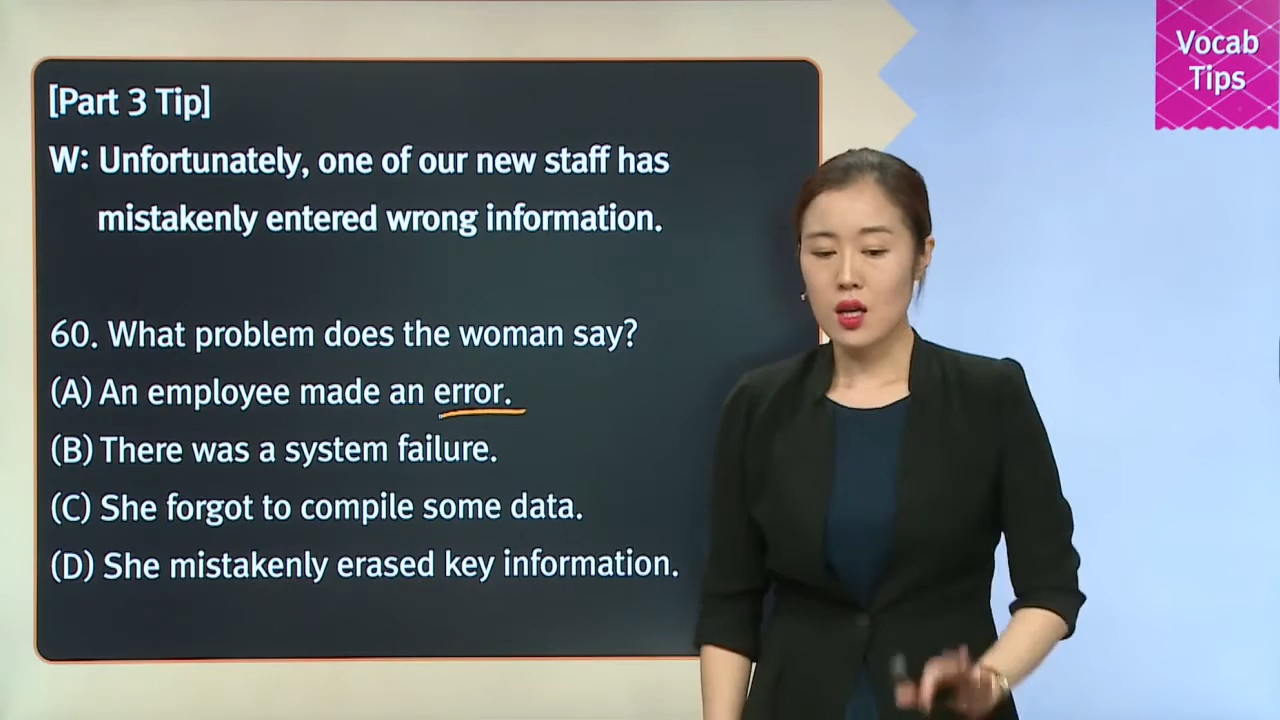 Vocab
Tips
[Part 3 Tip]
W: Unfortunately, one of our new staff has
mistakenly entered wrong information.
60. What problem does the woman say?
(A) An employee made an error.
(B) There was a system failure.
(C) She forgot to compile some data.
(D) She mistakenly erased key information.